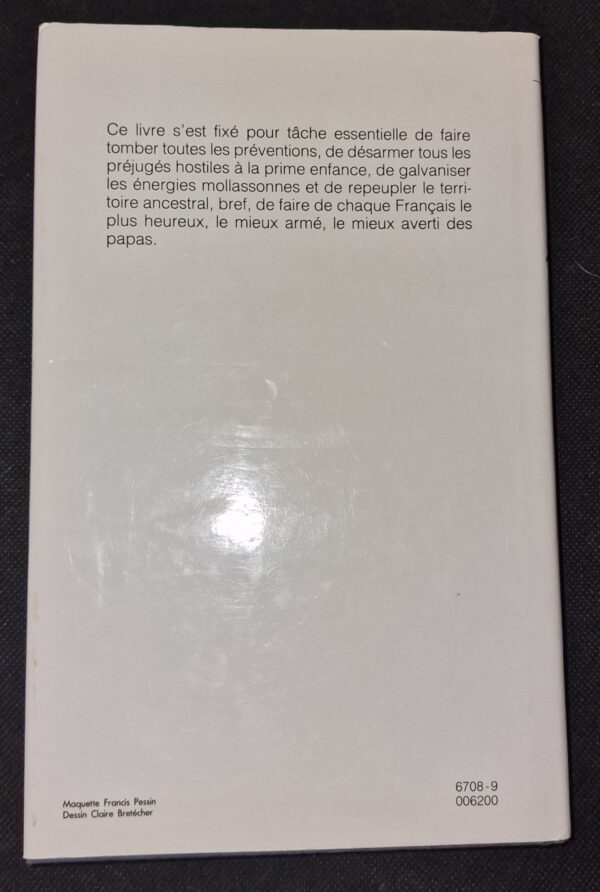 Ce livre s'est fixé pour tâche essentielle de faire
tomber toutes les préventions, de désarmer tous les
préjugés hostiles à la prime enfance, de galvaniser
les énergies mollassonnes et de repeupler le terri-
toire ancestral, bref, de faire de chaque Français le
plus heureux, le mieux armé, le mieux averti des
papas.
Maquette Francis Pessin
Dessin Claire Bretécher
6708-9
006200